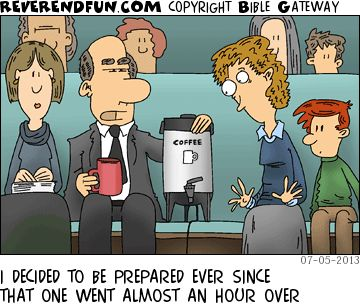 REVERENDFUN.COM COPYRIGHT BIBLE GATEWAY
COFFEE
07-05-2013
I DECIDED TO BE PREPARED EVER SINCE
THAT ONE WENT ALMOST AN HOUR OVER